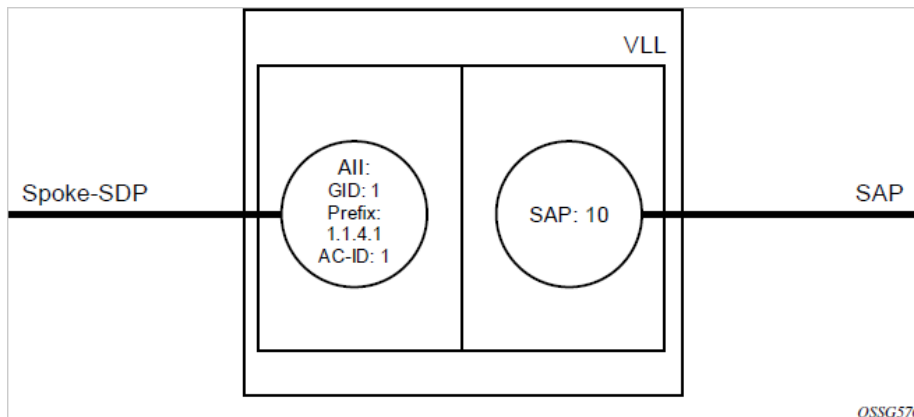 VLL
Spoke-SDP
AII:
GID: 1
Prefix:
1.1.4.1
AC-ID: 1
SAP: 10
SAP